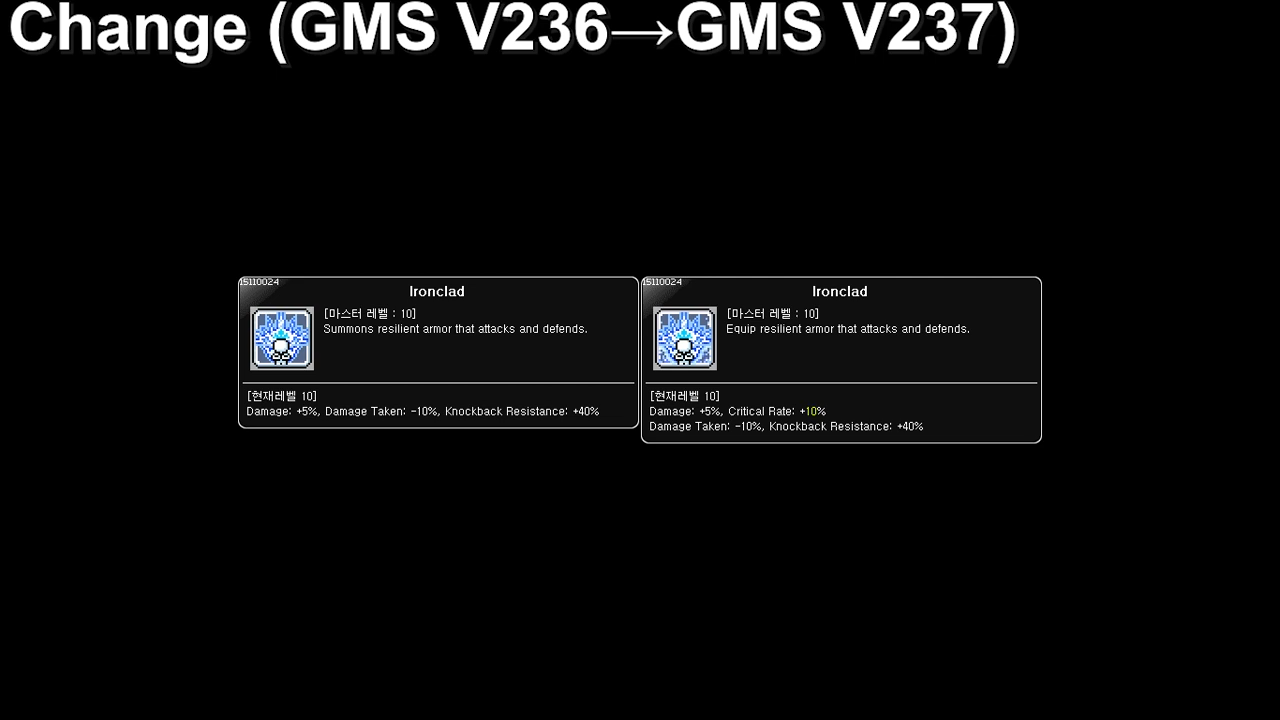 Change (GMS V236→GMS V237)
15110024
Ironclad
[마스터 레벨 : 10]
Summons resilient armor that attacks and defends.
[현재레벨 10]
Damage: +5%, Damage Taken: -10%, Knockback Resistance: +40%
15110024
Ironclad
[마스터 레벨 : 10]
Equip resilient armor that attacks and defends.
[현재레벨 10]
Damage: +5%, Critical Rate: +10%
Damage Taken: -10%, Knockback Resistance: +40%